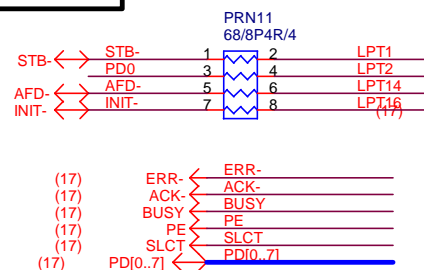 PRN11
68/8P4R/4
STB- STB- 1 2 LPT1
PD0 3 4 LPT2
AFD- AFD- 5 6 LPT14
INIT- INIT- 7 8 LPT16
(17)
(17) ERR- ERR-
(17) ACK- ACK-
(17) BUSY BUSY
(17) PE PE
(17) SLCT SLCT
(17) PD[0..7] PD[0..7]